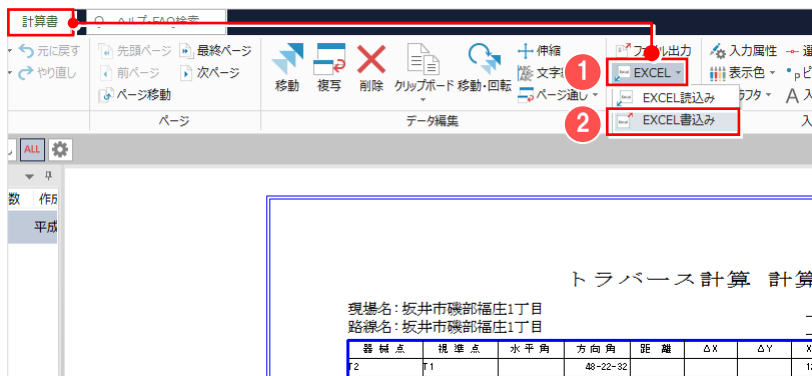 計算書
ヘルプ・FAQ検索
元に戻す
先頭ページ
最終ページ
ファイル出力
入力属性
伸縮
やり直し
前ページ
次ページ
移動
複写
削除
クリップボード
移動・回転
文字
1
EXCEL
表示色
ページ移動
ページ通し
EXCEL読込み
ページ
データ編集
2
EXCEL書込み
ALL
数
作成
平成
トラバース計算 計算
現場名:坂井市磯部福庄1丁目
路線名:坂井市磯部福庄1丁目
器械点 視準点 水平角 方向角 距離 ΔX ΔY X
T2 T1 48-22-32